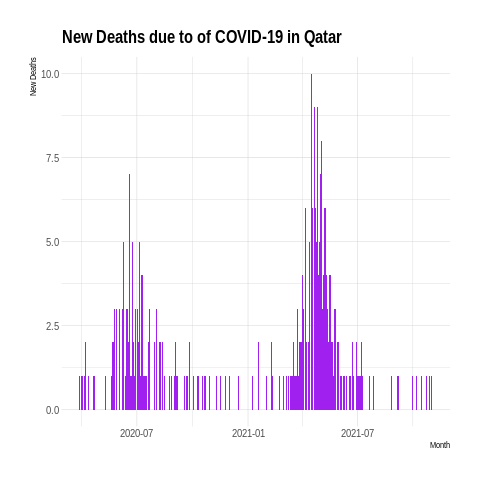 New Deaths due to of COVID-19 in Qatar
New Deaths
10.0
7.5
5.0
2.5
0.0
2020-07
2021-01
2021-07
Month